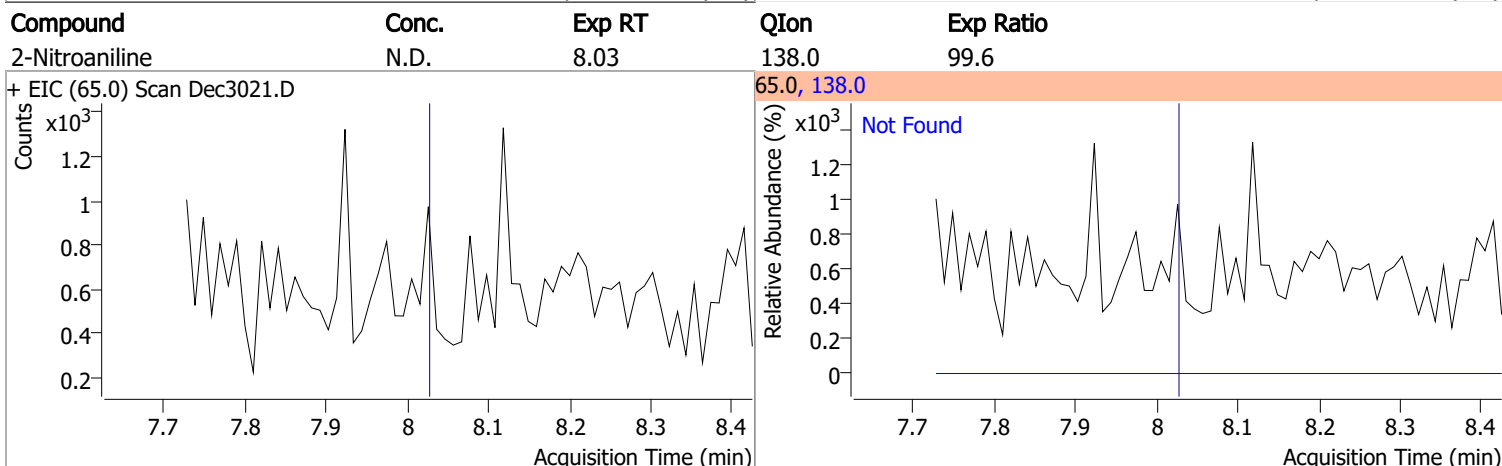 Compound Conc. Exp RT QIon Exp Ratio
2-Nitroaniline N.D. 8.03 138.0 99.6
+ EIC (65.0) Scan Dec3021.D
Counts
x10³
1.2
1
0.8
0.6
0.4
0.2
7.7 7.8 7.9 8 8.1 8.2 8.3 8.4
Acquisition Time (min)
65.0, 138.0
Relative Abundance (%)
x10³
Not Found
1.2
1
0.8
0.6
0.4
0.2
0
7.7 7.8 7.9 8 8.1 8.2 8.3 8.4
Acquisition Time (min)